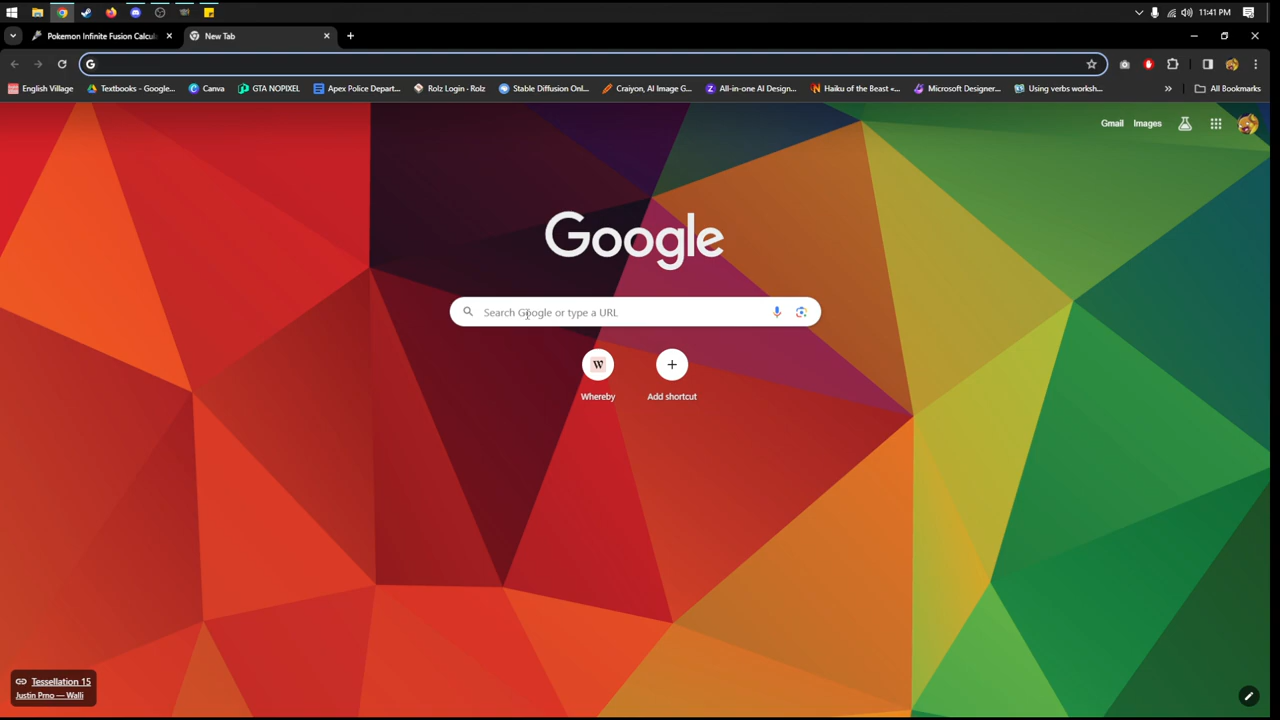 11:41 PM
Pokemon Infinite Fusion Calcul
New Tab
English Village
Textbooks - Google...
Canva
GTA NOPIXEL
Apex Police Depart...
Rolz Login - Rolz
Stable Diffusion Onl...
Craiyon, AI Image G...
All-in-one AI Design...
Haiku of the Beast «...
Microsoft Designer...
Using verbs worksh...
»
All Bookmarks
Gmail
Images
Google
Search Google or type a URL
W
Whereby
Add shortcut
Tessellation 15
Justin Prno — Walli